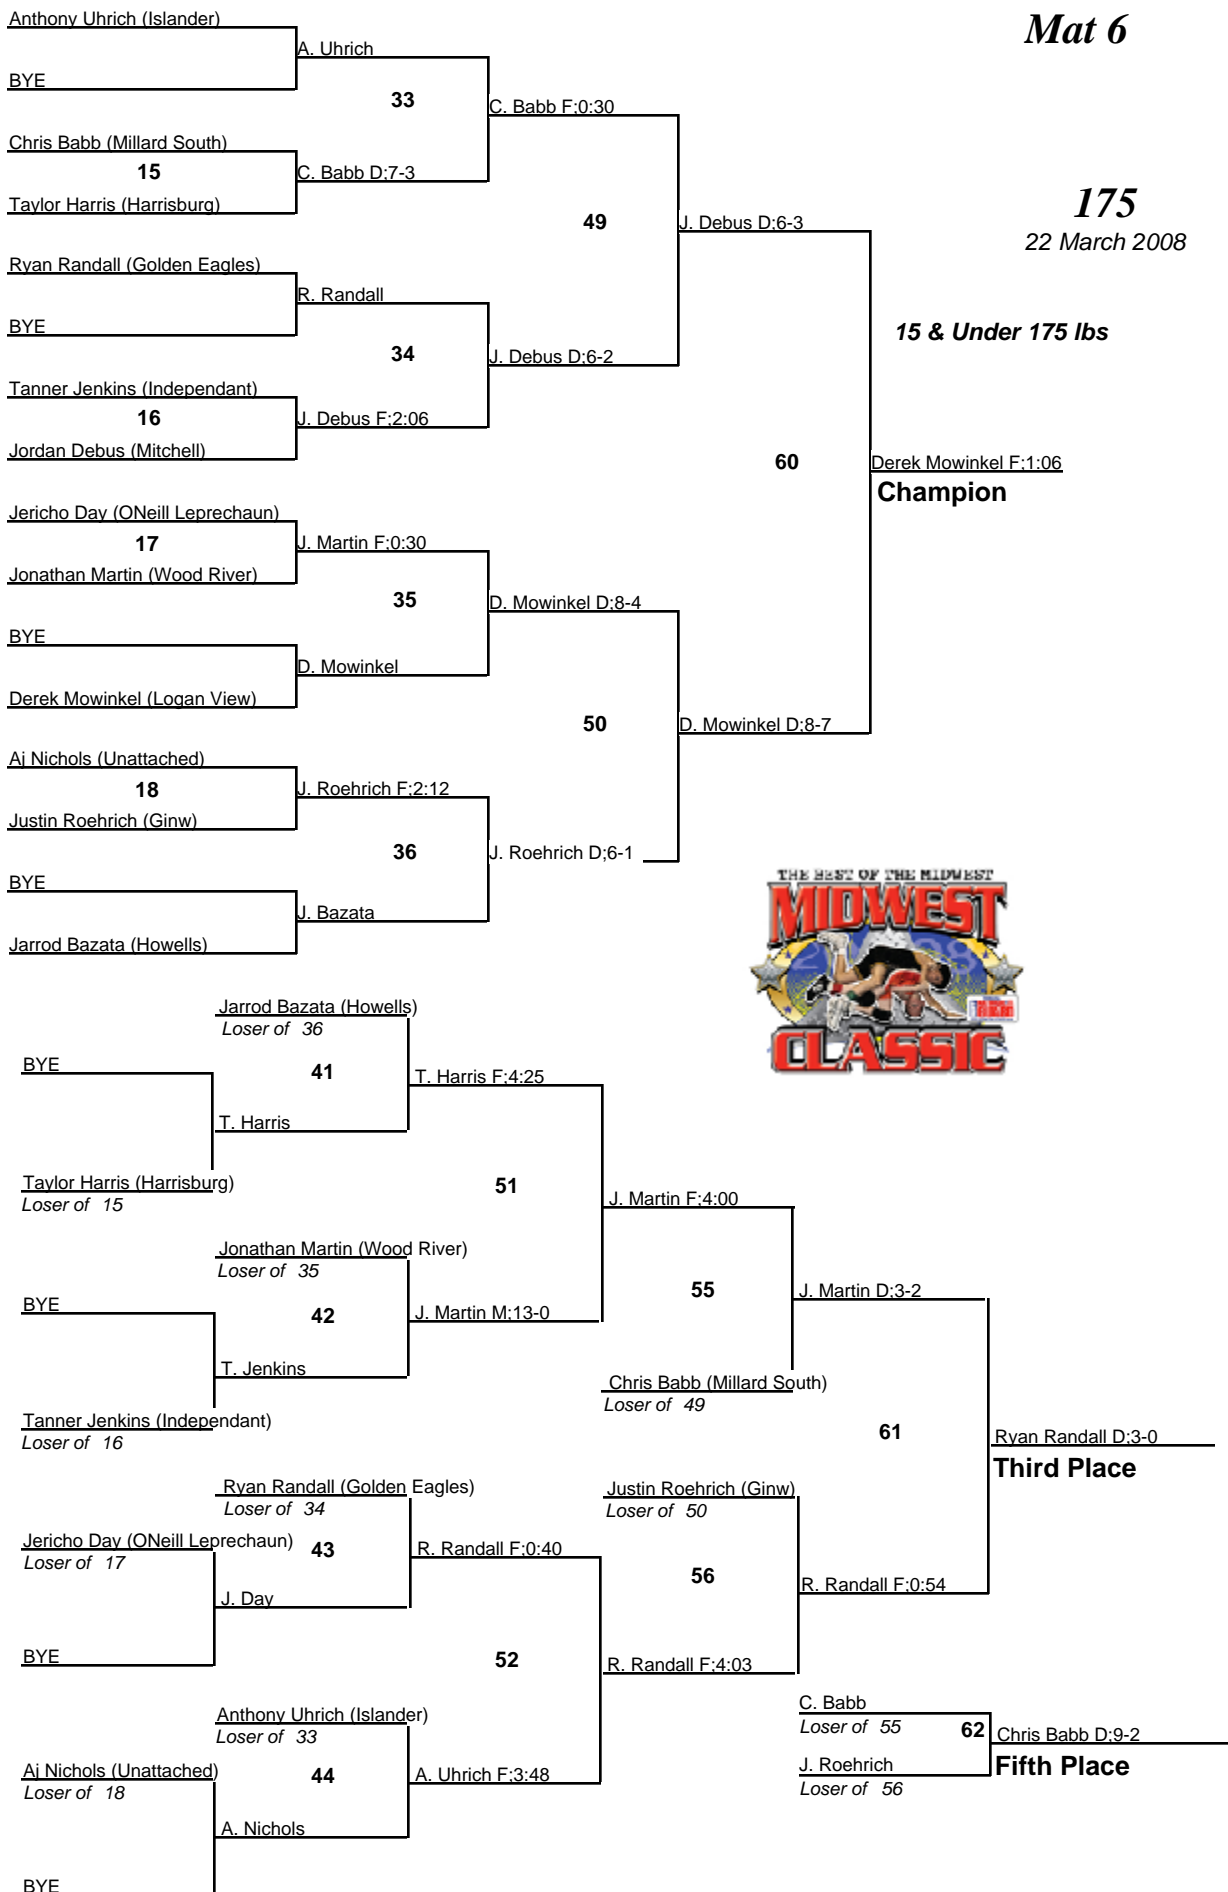 Anthony Uhrich (Islander)
Mat 6
A. Uhrich
BYE
33
C. Babb F;0:30
Chris Babb (Millard South)
15
C. Babb D;7-3
Taylor Harris (Harrisburg)
175
49
J. Debus D;6-3
22 March 2008
Ryan Randall (Golden Eagles)
R. Randall
BYE
15 & Under 175 lbs
34
J. Debus D;6-2
Tanner Jenkins (Independant)
16
J. Debus F;2:06
Jordan Debus (Mitchell)
60
Derek Mowinkel F;1:06
Champion
Jericho Day (ONeill Leprechaun)
17
J. Martin F;0:30
Jonathan Martin (Wood River)
35
D. Mowinkel D;8-4
BYE
D. Mowinkel
Derek Mowinkel (Logan View)
50
D. Mowinkel D;8-7
Aj Nichols (Unattached)
18
J. Roehrich F;2:12
Justin Roehrich (Ginw)
36
J. Roehrich D;6-1
BYE
J. Bazata
Jarrod Bazata (Howells)
THE BEST OF THE MIDWEST
MIDWEST
CLASSIC
Jarrod Bazata (Howells)
Loser of 36
BYE
41
T. Harris F;4:25
T. Harris
Taylor Harris (Harrisburg)
Loser of 15
51
J. Martin F;4:00
Jonathan Martin (Wood River)
Loser of 35
55
J. Martin D;3-2
BYE
42
J. Martin M;13-0
T. Jenkins
Chris Babb (Millard South)
Loser of 49
Tanner Jenkins (Independant)
Loser of 16
61
Ryan Randall D;3-0
Third Place
Ryan Randall (Golden Eagles)
Loser of 34
Justin Roehrich (Ginw)
Loser of 50
Jericho Day (ONeill Leprechaun)
Loser of 17
43
R. Randall F;0:40
56
R. Randall F;0:54
J. Day
BYE
52
R. Randall F;4:03
Anthony Uhrich (Islander)
Loser of 33
C. Babb
Loser of 55
62
Chris Babb D;9-2
Fifth Place
J. Roehrich
Loser of 56
Aj Nichols (Unattached)
Loser of 18
44
A. Uhrich F;3:48
A. Nichols
BYE